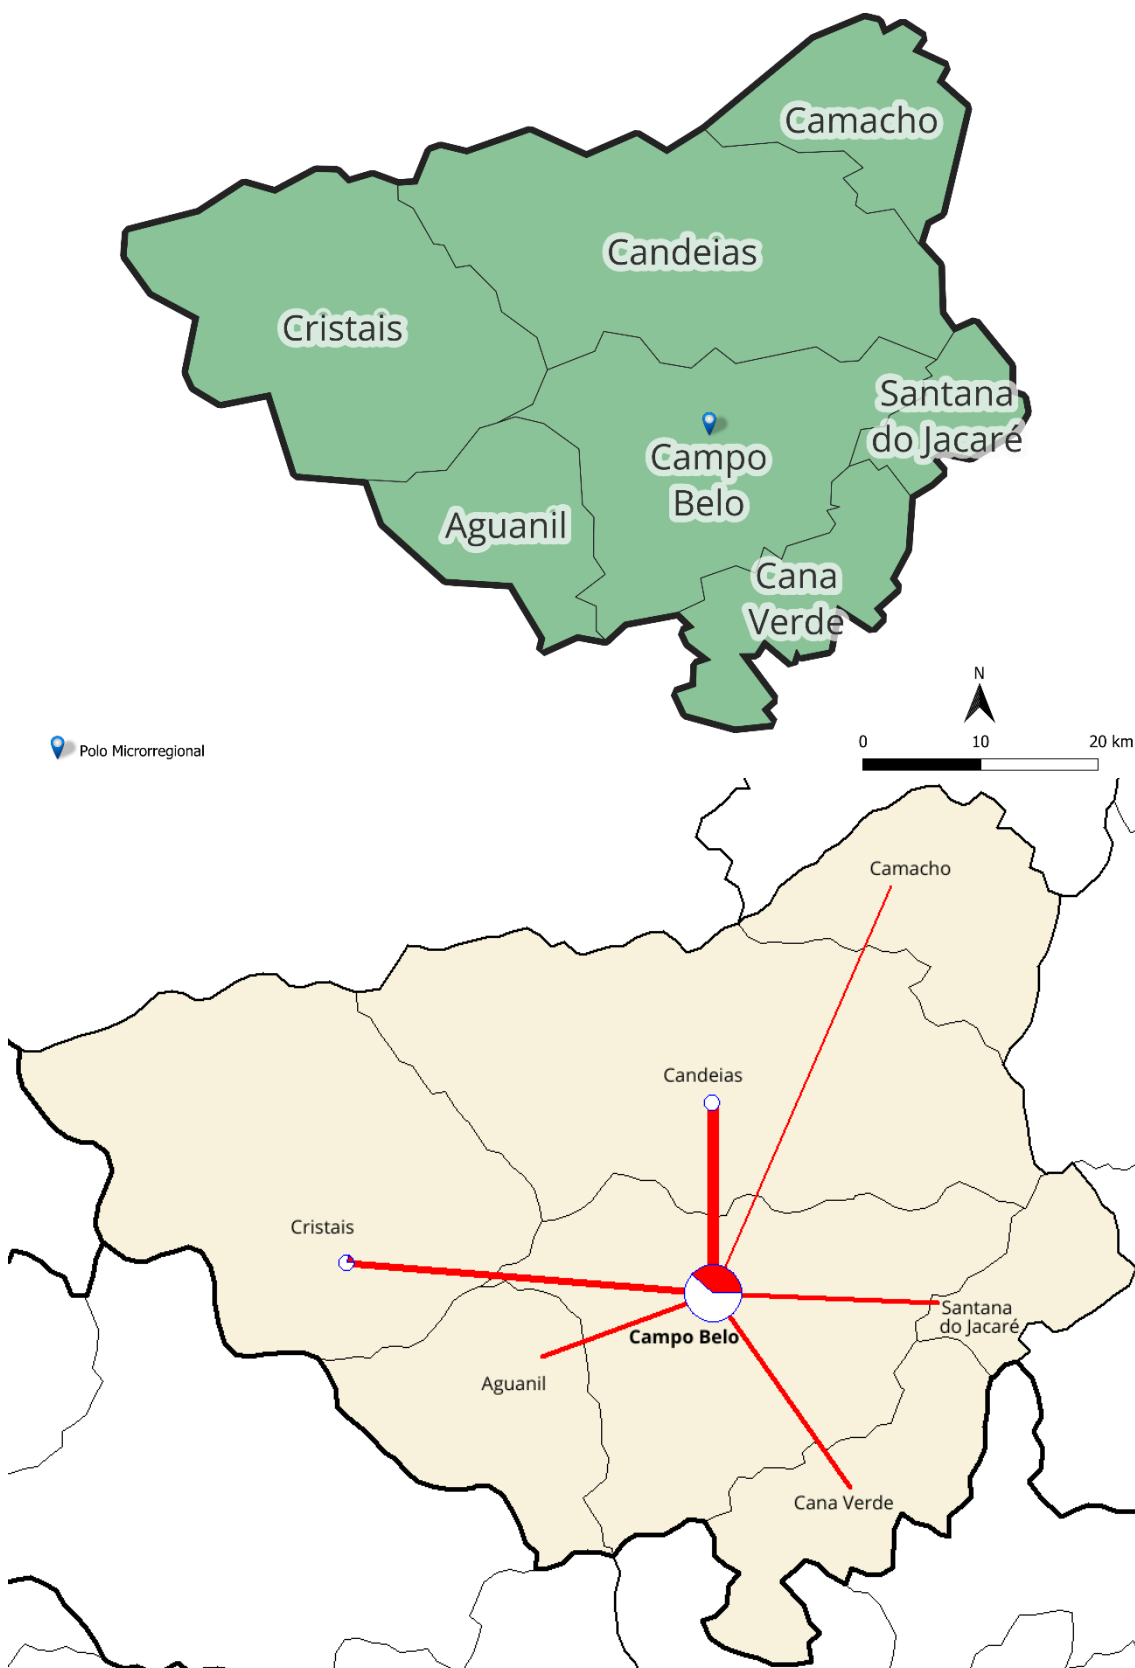 Camacho
Candeias
Cristais
Santana
do Jacaré
Campo
Belo
Aguanil
Cana
Verde
N
Polo Microrregional
0 10 20 km
Camacho
Candeias
Cristais
Santana
do Jacaré
Campo Belo
Aguanil
Cana Verde